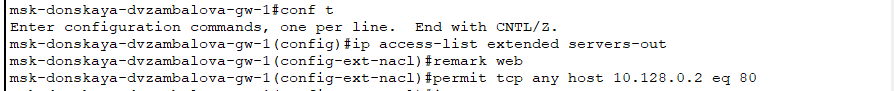 msk-donskaya-dvzambalova-gw-1#conf t
Enter configuration commands, one per line.  End with CNTL/Z.
msk-donskaya-dvzambalova-gw-1(config)#ip access-list extended servers-out
msk-donskaya-dvzambalova-gw-1(config-ext-nacl)#remark web
msk-donskaya-dvzambalova-gw-1(config-ext-nacl)#permit tcp any host 10.128.0.2 eq 80